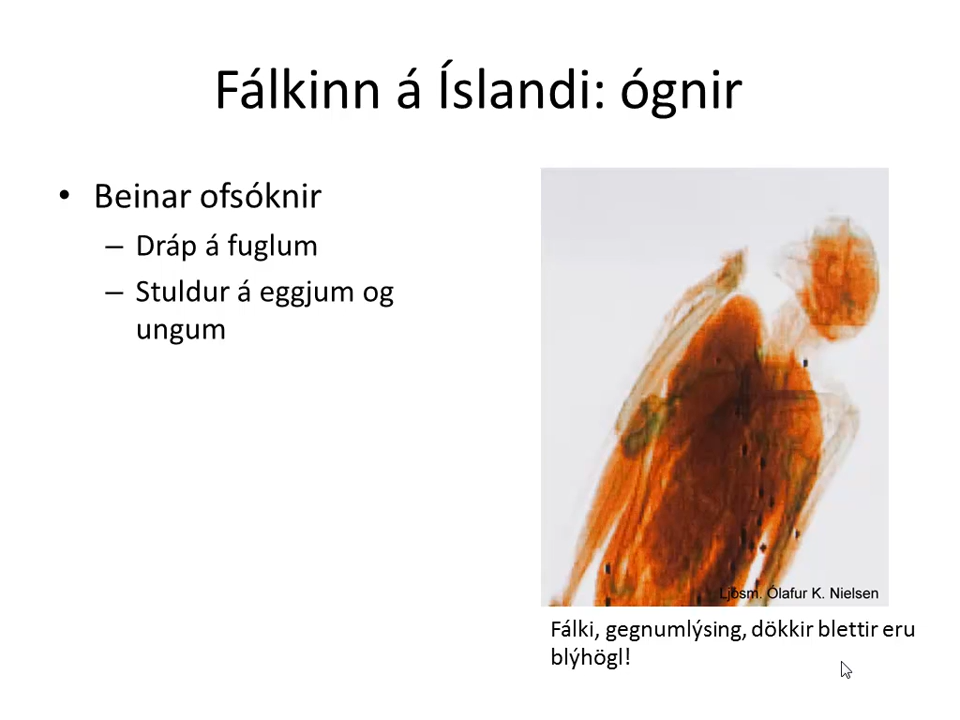 Fálkinn á Íslandi: ógnir
• Beinar ofsóknir
– Dráp á fuglum
– Stuldur á eggjum og
ungum
Ljósm. Ólafur K. Nielsen
Fálki, gegnumlýsing, dökkir blettir eru
blýhögl!